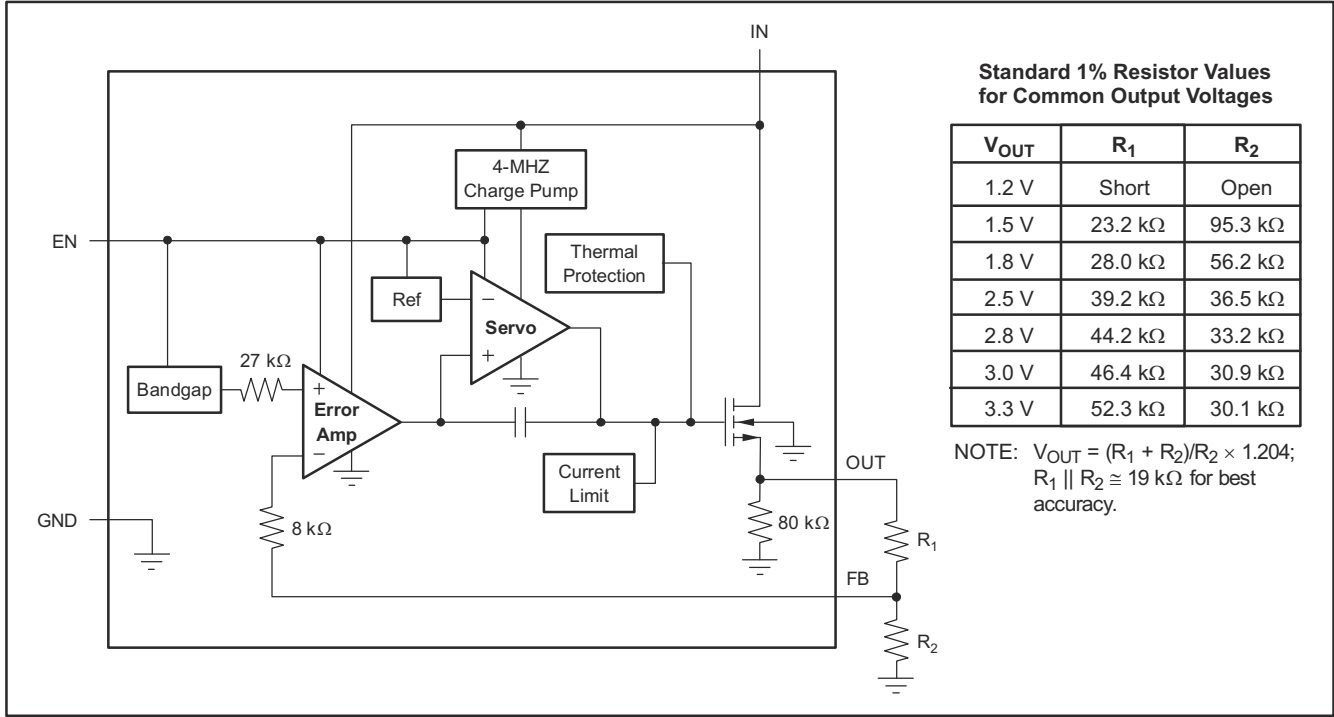 IN
4-MHZ
Charge Pump
EN
Thermal
Protection
Ref
−
Servo
+
27 kΩ
Bandgap
+
Error
Amp
−
Current
Limit
OUT
GND
8 kΩ
80 kΩ
R1
FB
R2
Standard 1% Resistor Values
for Common Output Voltages
VOUT R1 R2
1.2 V Short Open
1.5 V 23.2 kΩ 95.3 kΩ
1.8 V 28.0 kΩ 56.2 kΩ
2.5 V 39.2 kΩ 36.5 kΩ
2.8 V 44.2 kΩ 33.2 kΩ
3.0 V 46.4 kΩ 30.9 kΩ
3.3 V 52.3 kΩ 30.1 kΩ
NOTE: VOUT = (R1 + R2)/R2 × 1.204;
R1 || R2 ≅ 19 kΩ for best
accuracy.